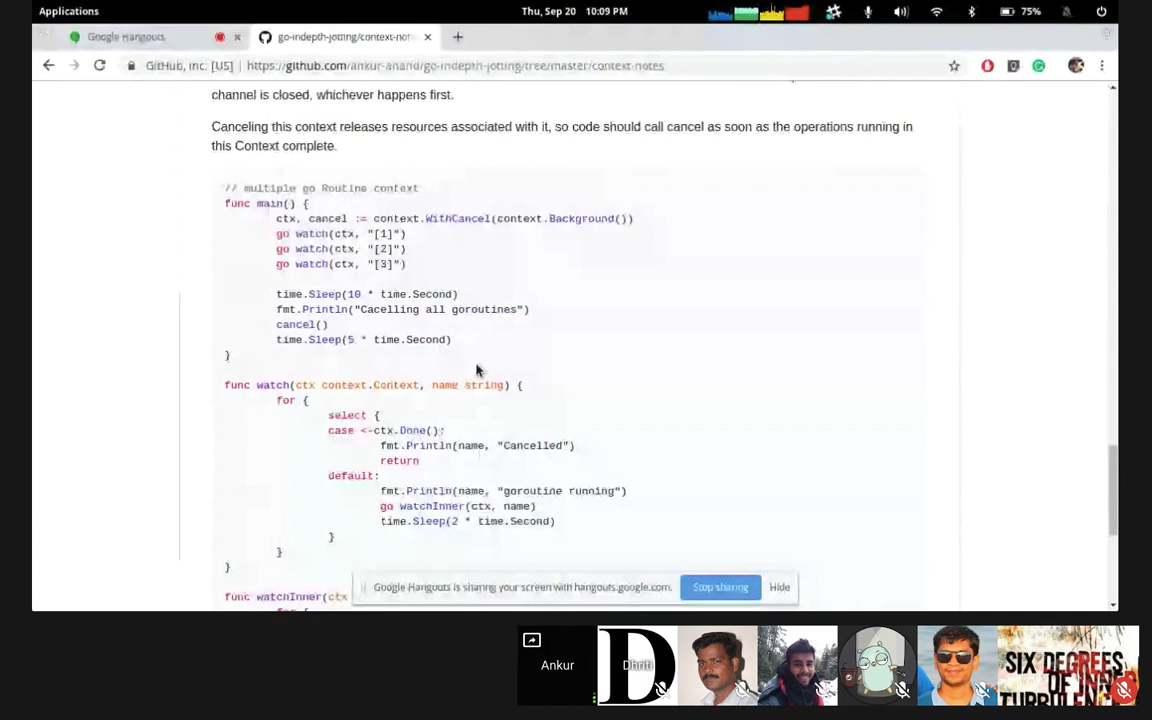 Applications
Thu, Sep 20 10:09 PM
75%
Google Hangouts
go-indepth-jotting/context-not
GitHub, Inc. [US] https://github.com/ankur-anand/go-indepth-jotting/tree/master/context-notes
channel is closed, whichever happens first.
Canceling this context releases resources associated with it, so code should call cancel as soon as the operations running in
this Context complete.
// multiple go Routine context
func main() {
ctx, cancel := context.WithCancel(context.Background())
go watch(ctx, "[1]")
go watch(ctx, "[2]")
go watch(ctx, "[3]")
time.Sleep(10 * time.Second)
fmt.Println("Cacelling all goroutines")
cancel()
time.Sleep(5 * time.Second)
}
func watch(ctx context.Context, name string) {
for {
select {
case <-ctx.Done():
fmt.Println(name, "Cancelled")
return
default:
fmt.Println(name, "goroutine running")
go watchInner(ctx, name)
time.Sleep(2 * time.Second)
}
}
}
Google Hangouts is sharing your screen with hangouts.google.com.
Stop sharing
Hide
func watchInner(ctx
for {
Ankur
D
Dhriti
SIX DEGREES
OF INNER
TURBULENCE